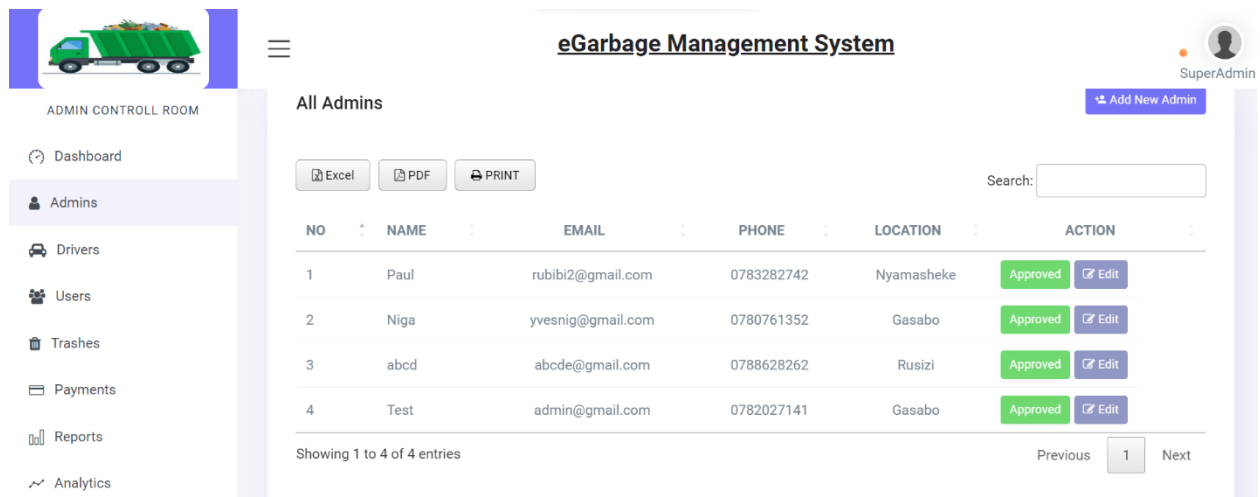 eGarbage Management System
SuperAdmin
ADMIN CONTROLL ROOM
Dashboard
Admins
Drivers
Users
Trashes
Payments
Reports
Analytics
All Admins
Add New Admin
Excel PDF PRINT
Search:
NO NAME EMAIL PHONE LOCATION ACTION
1 Paul rubibi2@gmail.com 0783282742 Nyamasheke Approved Edit
2 Niga yvesnig@gmail.com 0780761352 Gasabo Approved Edit
3 abcd abcde@gmail.com 0788628262 Rusizi Approved Edit
4 Test admin@gmail.com 0782027141 Gasabo Approved Edit
Showing 1 to 4 of 4 entries
Previous 1 Next